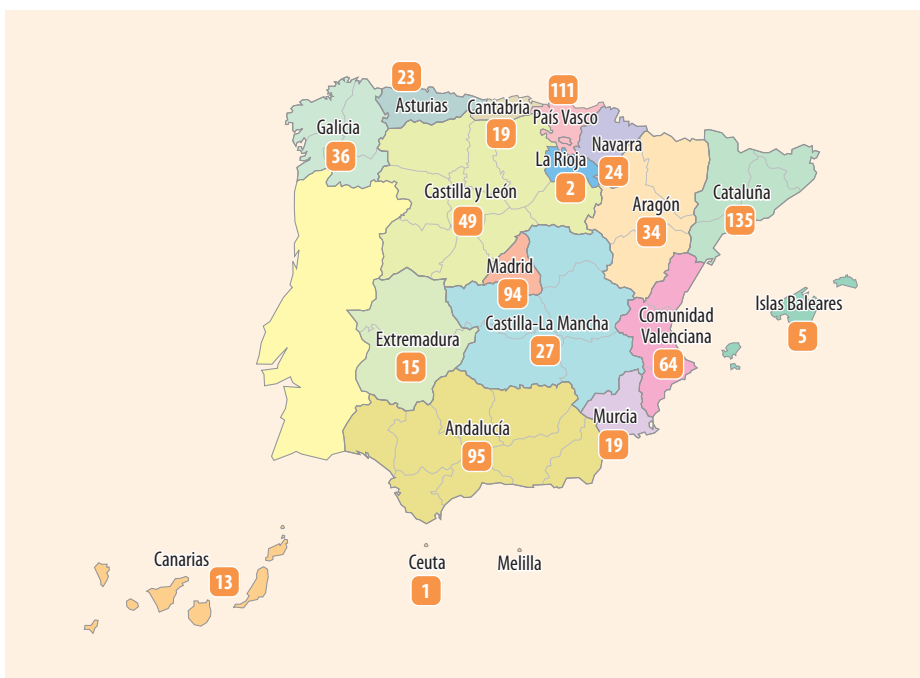 23
Asturias
Cantabria
19
111
País Vasco
Galicia
36
Navarra
24
La Rioja
2
Castilla y León
49
Aragón
34
Cataluña
135
Madrid
94
Castilla-La Mancha
27
Comunidad
Valenciana
64
Islas Baleares
5
Extremadura
15
Andalucía
95
Murcia
19
Canarias
13
Ceuta
1
Melilla